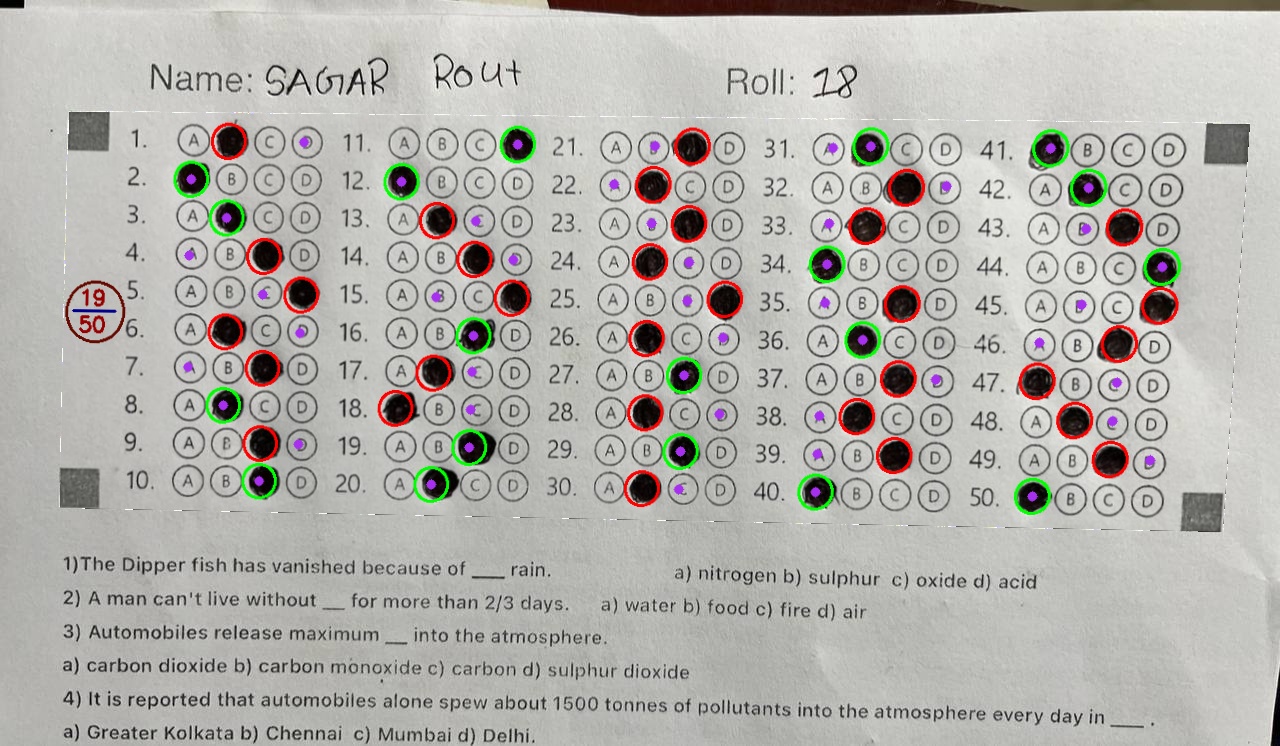 Name: SAGAR Rout Roll: 18
1. A C D 11. A B C 21. A B D 31. A C D 41. B C D
2. B C D 12. B C D 22. A C D 32. A B D 42. A C D
3. A C D 13. A C D 23. A B D 33. A C D 43. A B D
4. A B D 14. A B D 24. A C D 34. B C D 44. A B C
5. A B C 15. A B C 25. A B C 35. A B D 45. A B C
19
50
6. A C D 16. A B D 26. A C D 36. A C D 46. A B D
7. A B D 17. A C D 27. A B D 37. A B D 47. B C D
8. A C D 18. B C D 28. A C D 38. A C D 48. A C D
9. A B D 19. A B D 29. A B D 39. A B D 49. A B D
10. A B D 20. A C D 30. A C D 40. B C D 50. B C D
1)The Dipper fish has vanished because of ___ rain. a) nitrogen b) sulphur c) oxide d) acid
2) A man can't live without __ for more than 2/3 days. a) water b) food c) fire d) air
3) Automobiles release maximum __ into the atmosphere.
a) carbon dioxide b) carbon monoxide c) carbon d) sulphur dioxide
4) It is reported that automobiles alone spew about 1500 tonnes of pollutants into the atmosphere every day in ___ .
a) Greater Kolkata b) Chennai c) Mumbai d) Delhi.